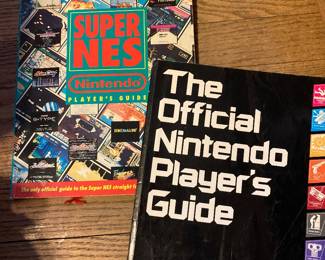 SUPER
NES
Nintendo
PLAYER'S GUIDE
The only official guide to the Super NES straight f
The
Official
Nintendo
Player's
Guide